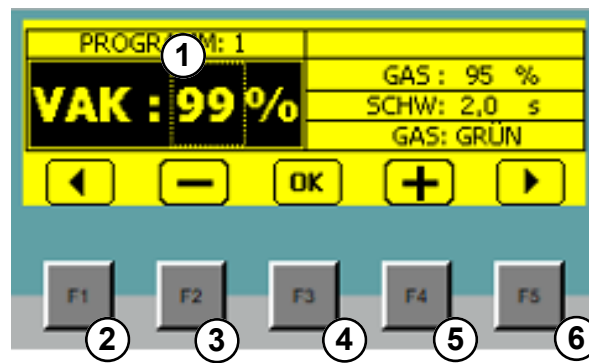 PROGRAMM: 1
1
VAK : 99 %
GAS : 95 %
SCHW: 2,0 s
GAS: GRÜN
OK
F1 F2 F3 F4 F5
2 3 4 5 6